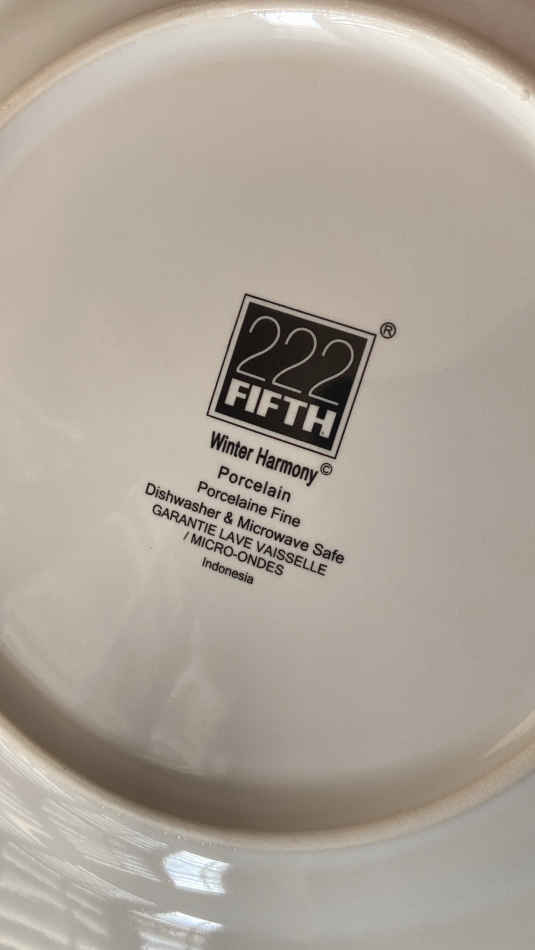 222
FIFTH
®
Winter Harmony©
Porcelain
Porcelaine Fine
Dishwasher & Microwave Safe
GARANTIE LAVE VAISSELLE
/ MICRO-ONDES
Indonesia